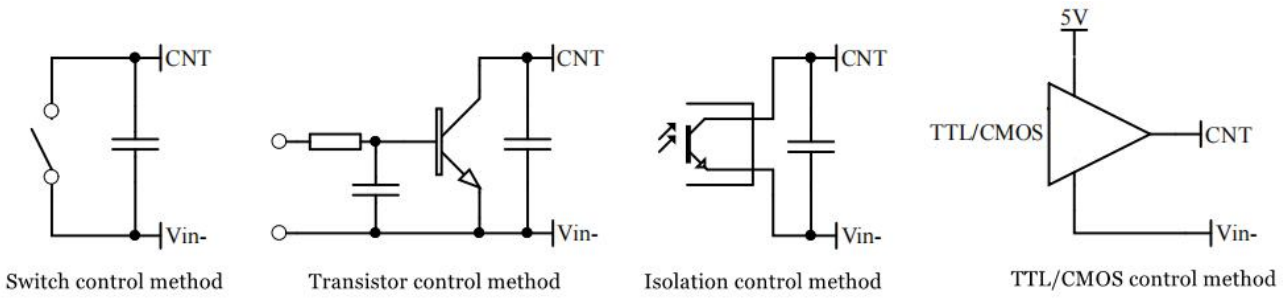 5V
CNT
CNT
CNT
TTL/CMOS
CNT
Vin-
Vin-
Vin-
Vin-
Switch control method
Transistor control method
Isolation control method
TTL/CMOS control method